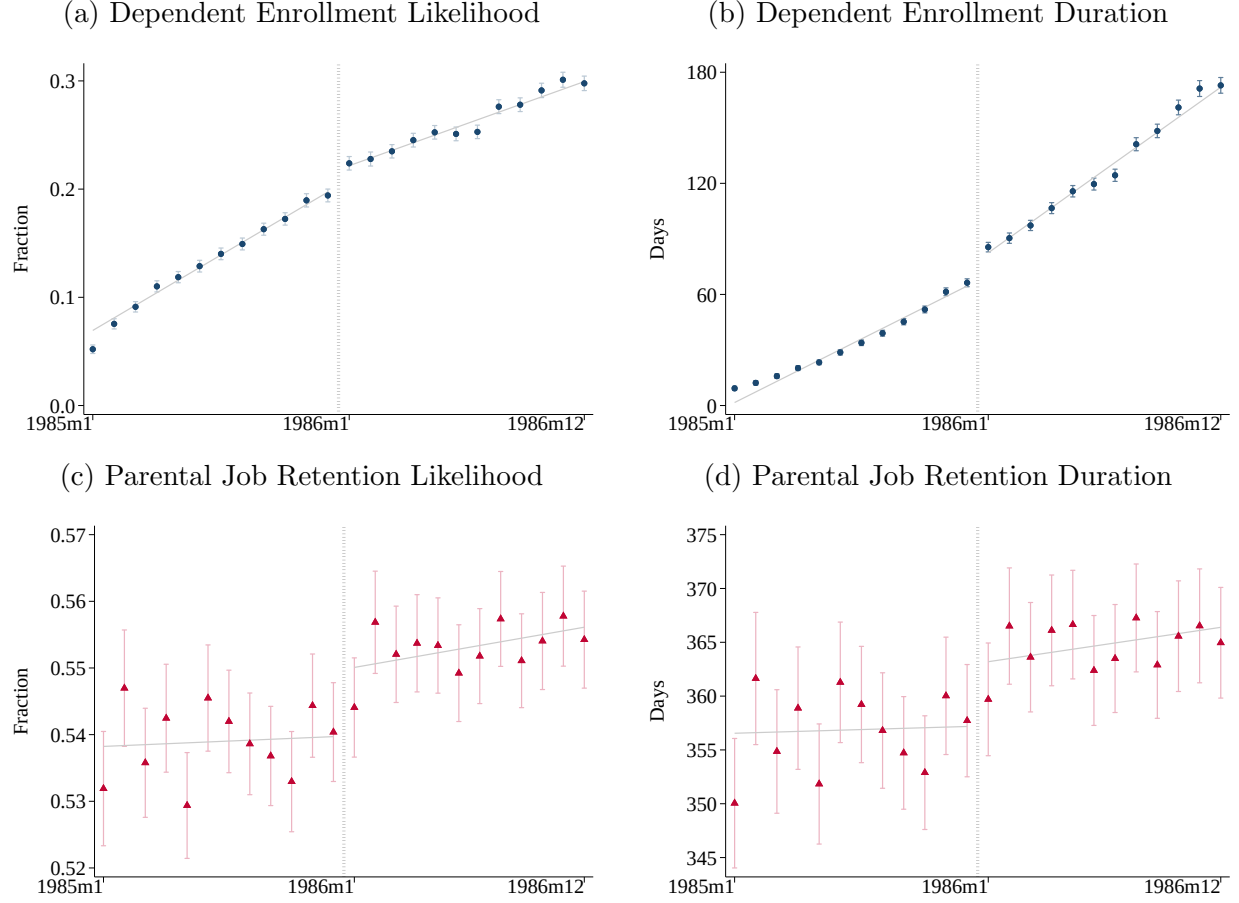 (a) Dependent Enrollment Likelihood
0.3
0.2
0.1
0.0
Fraction
1985m1
1986m1
1986m12
(b) Dependent Enrollment Duration
180
120
60
0
Days
1985m1
1986m1
1986m12
(c) Parental Job Retention Likelihood
0.57
0.56
0.55
0.54
0.53
0.52
Fraction
1985m1
1986m1
1986m12
(d) Parental Job Retention Duration
375
370
365
360
355
350
345
Days
1985m1
1986m1
1986m12